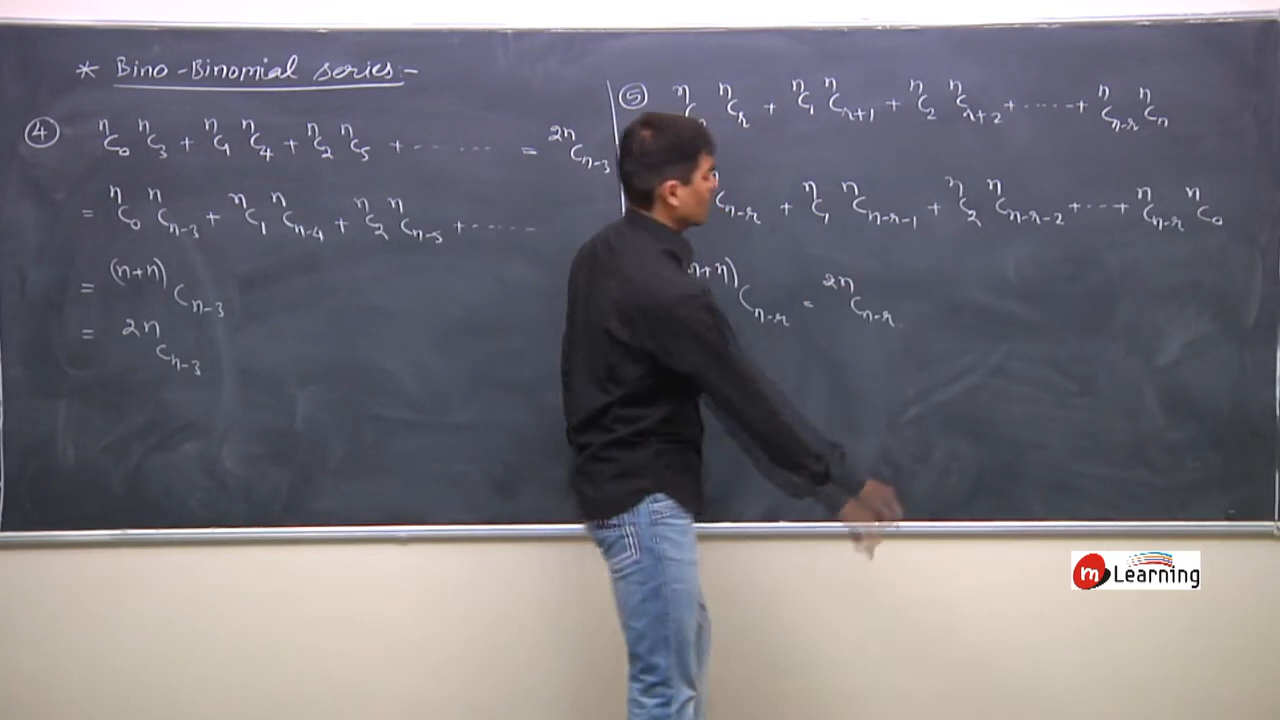 * Bino-Binomial series:-
④ ⁿC₀ ⁿC₃ + ⁿC₁ ⁿC₄ + ⁿC₂ ⁿC₅ + ...... = ²ⁿCₙ₋₃
= ⁿC₀ ⁿCₙ₋₃ + ⁿC₁ ⁿCₙ₋₄ + ⁿC₂ ⁿCₙ₋₅ + ......
= ⁽ⁿ⁺ⁿ⁾Cₙ₋₃
= ²ⁿCₙ₋₃
⑤ ⁿC ⁿCᵣ + ⁿC₁ ⁿCᵣ₊₁ + ⁿC₂ ⁿCᵣ₊₂ + ..... + ⁿCₙ₋ᵣ ⁿCₙ
Cₙ₋ᵣ + ⁿC₁ ⁿCₙ₋ᵣ₋₁ + ⁿC₂ ⁿCₙ₋ᵣ₋₂ + ... + ⁿCₙ₋ᵣ ⁿC₀
ⁿ⁺ⁿ⁾Cₙ₋ᵣ = ²ⁿCₙ₋ᵣ
m Learning